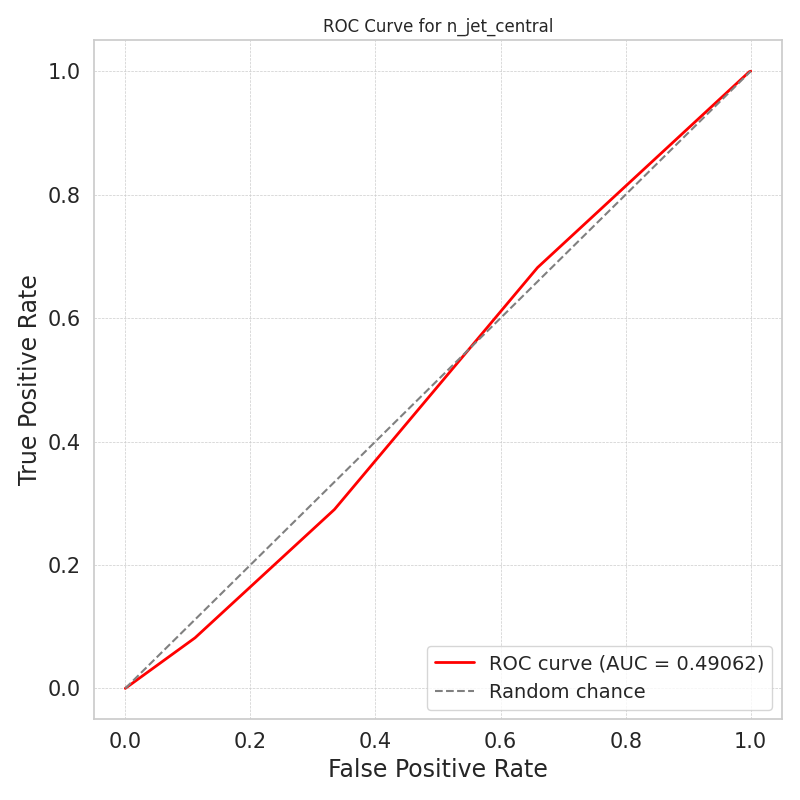 ROC Curve for n_jet_central
True Positive Rate
1.0
0.8
0.6
0.4
0.2
0.0
ROC curve (AUC = 0.49062)
Random chance
0.0 0.2 0.4 0.6 0.8 1.0
False Positive Rate